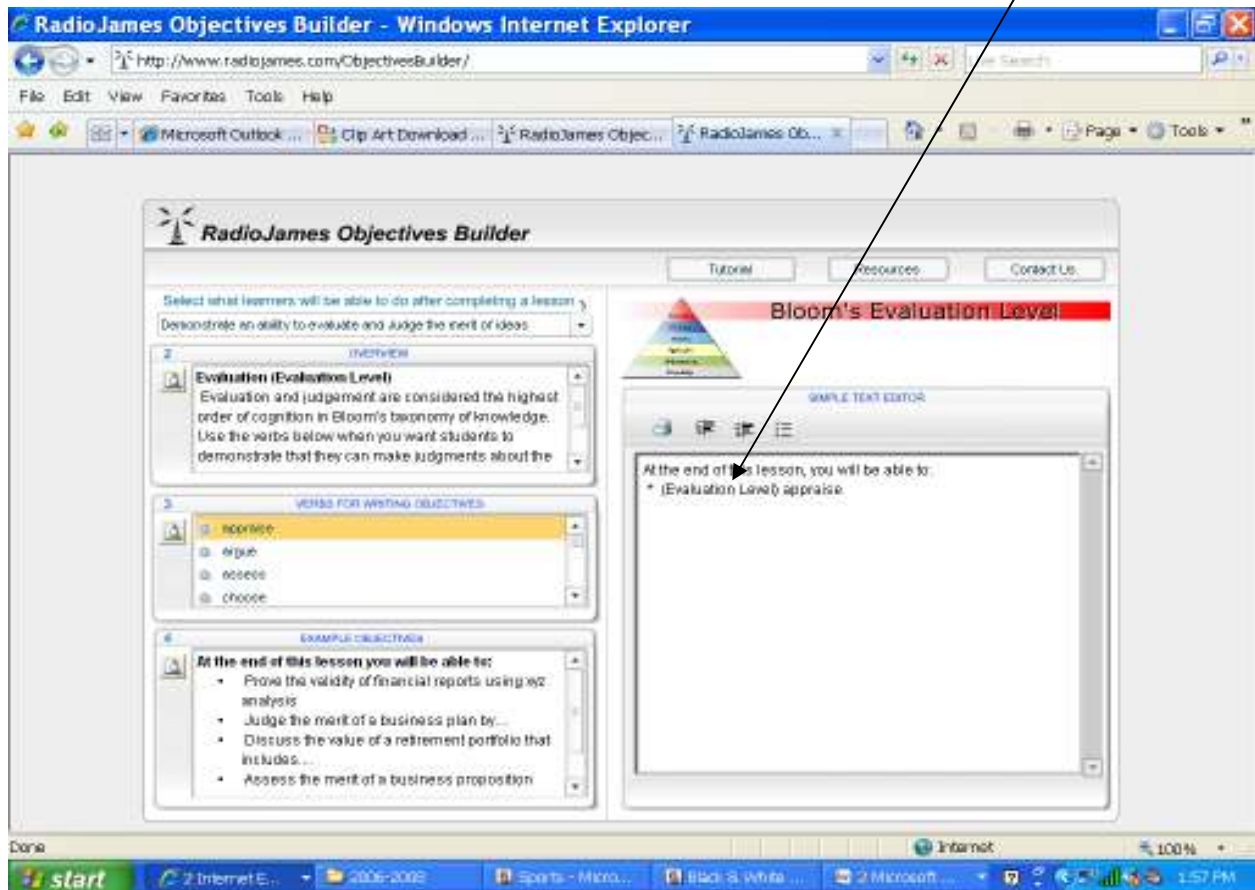 RadioJames Objectives Builder - Windows Internet Explorer
http://www.radiojames.com/ObjectivesBuilder/
Live Search
File Edit View Favorites Tools Help
Microsoft Outlook ... Clip Art Download ... RadioJames Objec... RadioJames Ob... Page Tools
RadioJames Objectives Builder
Tutorial Resources Contact Us
Select what learners will be able to do after completing a lesson
Demonstrate an ability to evaluate and judge the merit of ideas
Bloom's Evaluation Level
2 OVERVIEW
Evaluation (Evaluation Level)
Evaluation and judgement are considered the highest
order of cognition in Bloom's taxonomy of knowledge.
Use the verbs below when you want students to
demonstrate that they can make judgments about the
3 VERBS FOR WRITING OBJECTIVES
appraise
argue
assess
choose
EXAMPLE OBJECTIVES
At the end of this lesson you will be able to:
• Prove the validity of financial reports using xyz
analysis
• Judge the merit of a business plan by...
• Discuss the value of a retirement portfolio that
includes....
• Assess the merit of a business proposition
SIMPLE TEXT EDITOR
At the end of this lesson, you will be able to:
* (Evaluation Level) appraise
Done Internet 100%
start 2 Internet E... 2006-2008 Sports - Micro... Black & White ... 2 Microsoft ... 1:57 PM